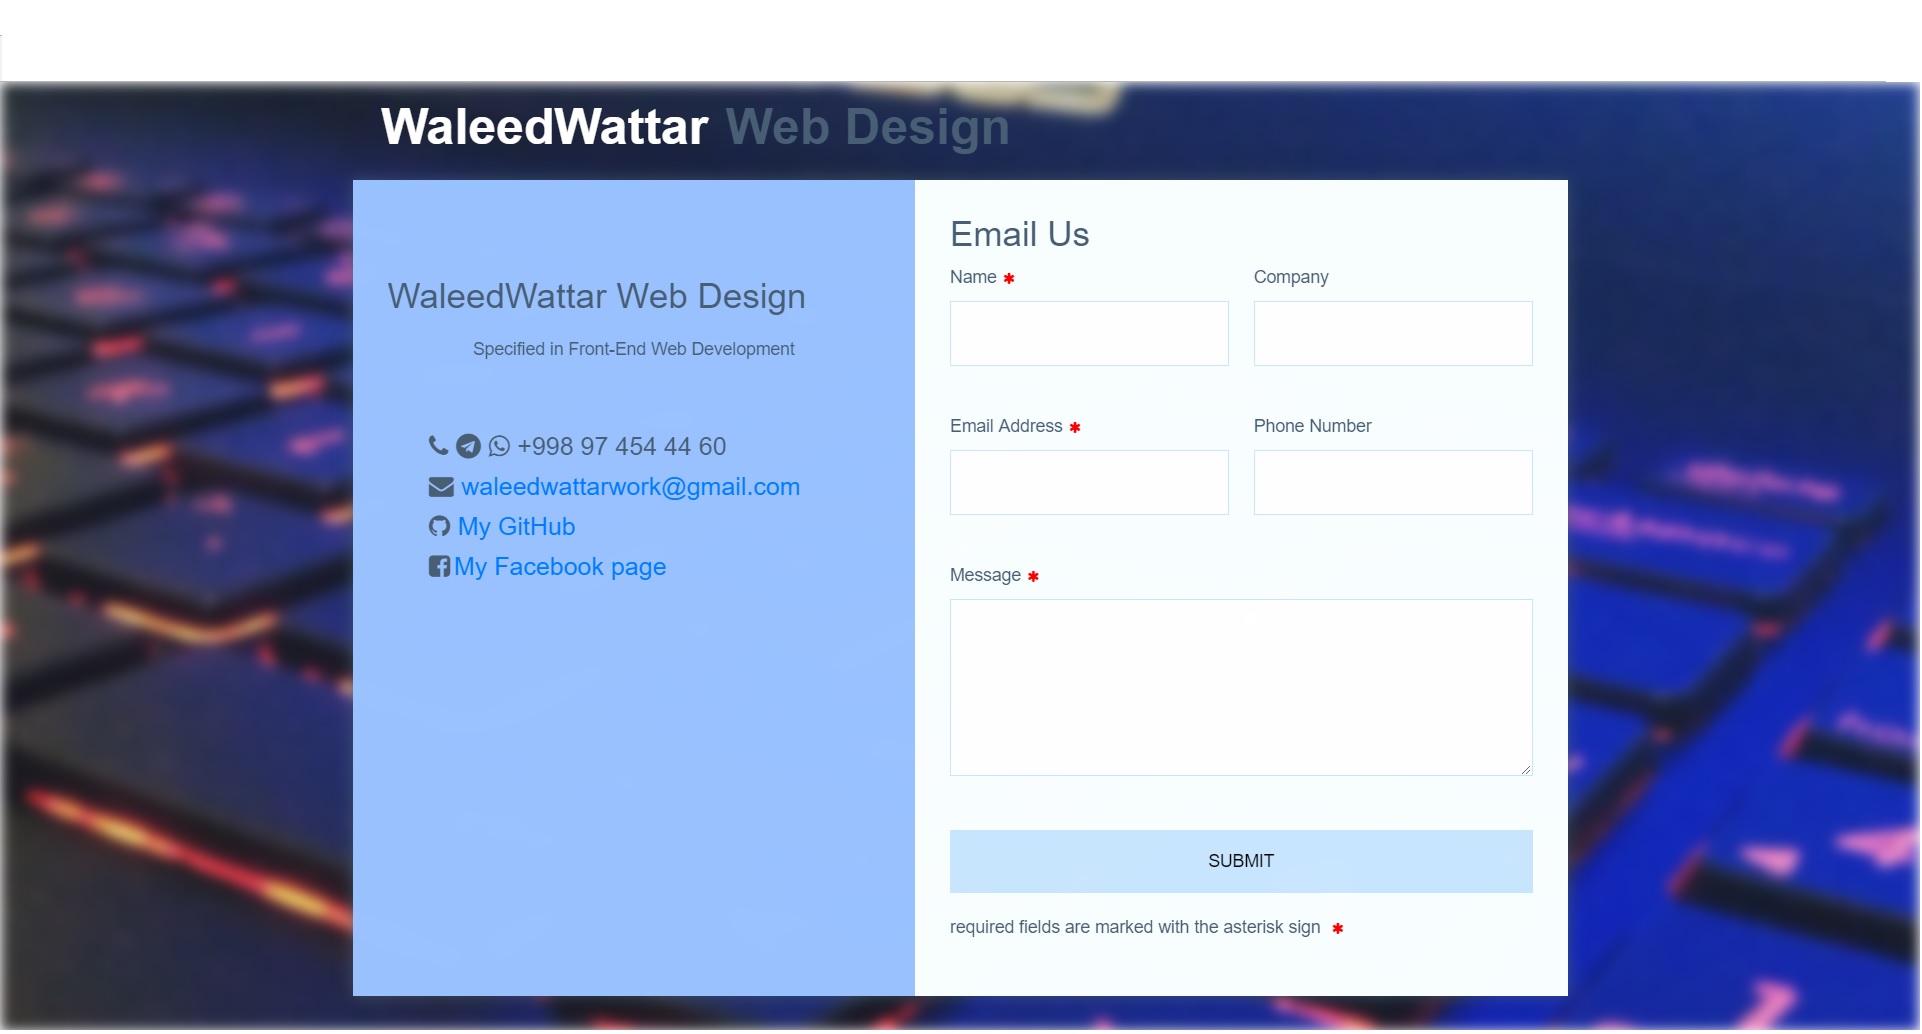 WaleedWattar Web Design
WaleedWattar Web Design
Specified in Front-End Web Development
+998 97 454 44 60
waleedwattarwork@gmail.com
My GitHub
My Facebook page
Email Us
Name ✱
Company
Email Address ✱
Phone Number
Message ✱
SUBMIT
required fields are marked with the asterisk sign ✱